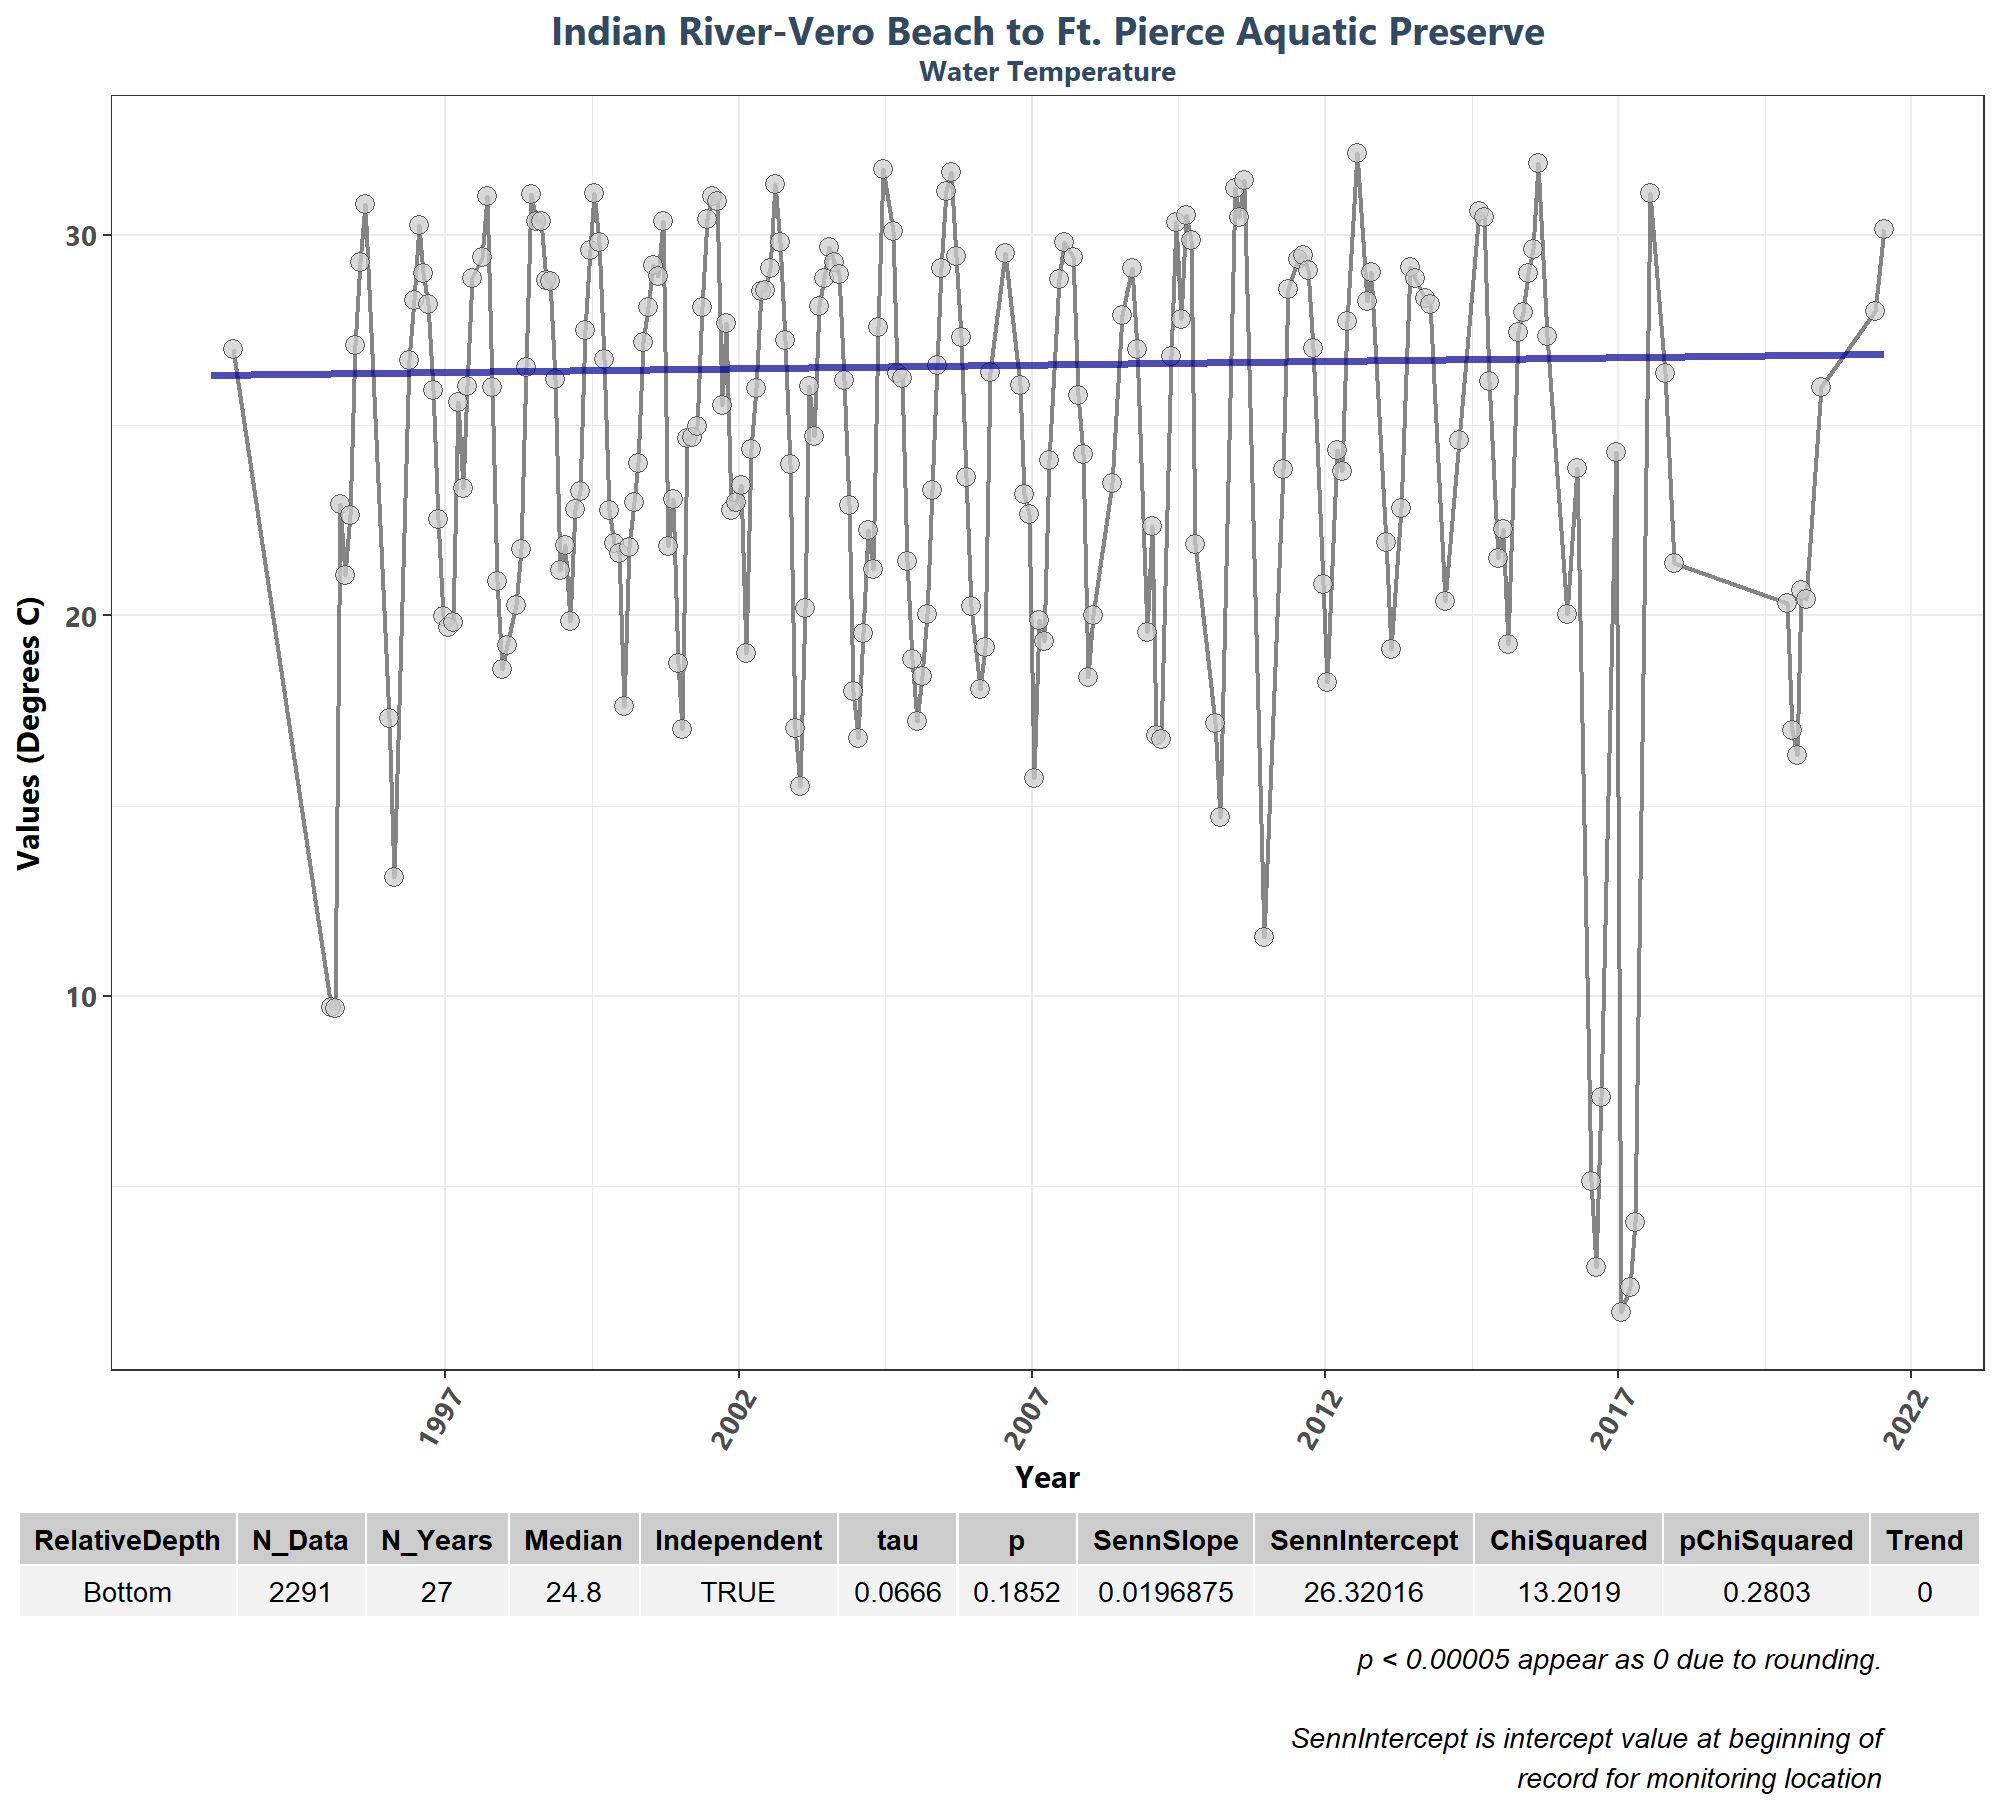 Indian River-Vero Beach to Ft. Pierce Aquatic Preserve
Water Temperature
Values (Degrees C)
30
20
10
1997
2002
2007
2012
2017
2022
Year
RelativeDepth N_Data N_Years Median Independent tau p SennSlope SennIntercept ChiSquared pChiSquared Trend
Bottom 2291 27 24.8 TRUE 0.0666 0.1852 0.0196875 26.32016 13.2019 0.2803 0
p < 0.00005 appear as 0 due to rounding.
SennIntercept is intercept value at beginning of
record for monitoring location